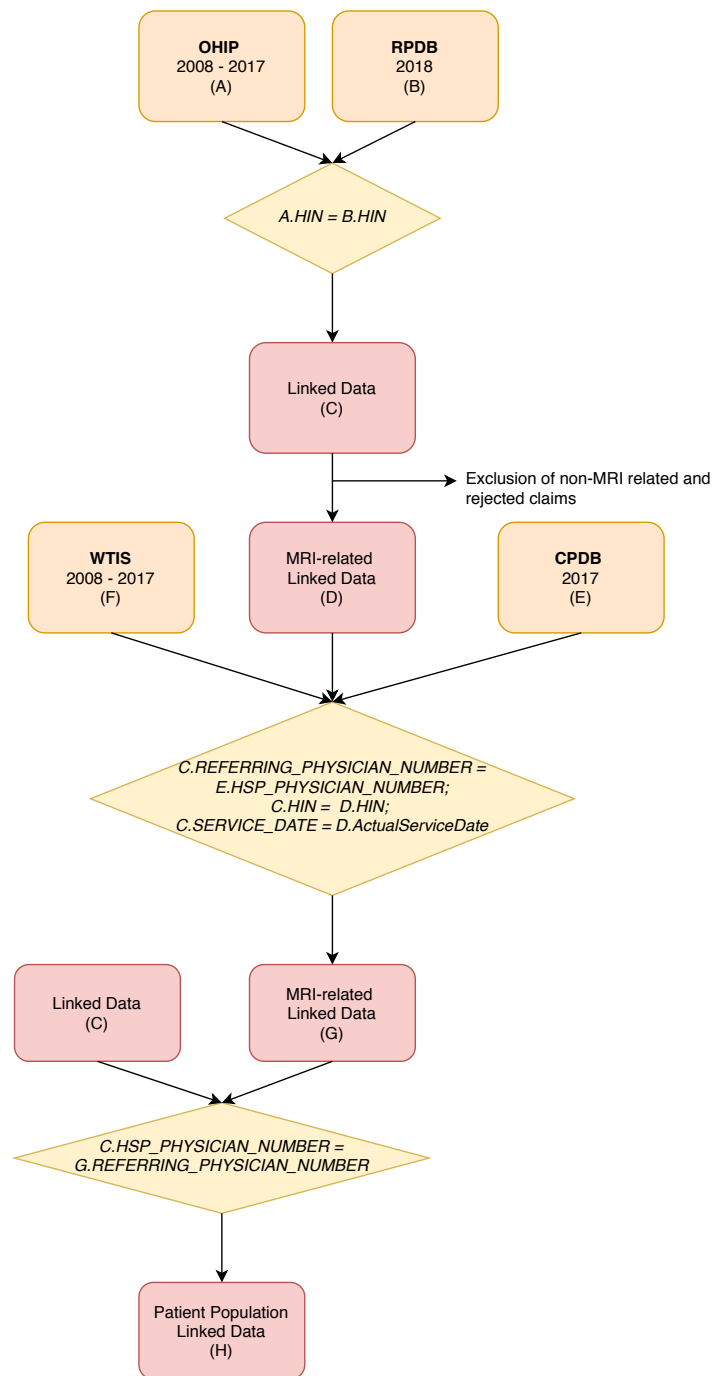 OHIP
2008 - 2017
(A)
RPDB
2018
(B)
A.HIN = B.HIN
Linked Data
(C)
Exclusion of non-MRI related and
rejected claims
WTIS
2008 - 2017
(F)
MRI-related
Linked Data
(D)
CPDB
2017
(E)
C.REFERRING_PHYSICIAN_NUMBER =
E.HSP_PHYSICIAN_NUMBER;
C.HIN = D.HIN;
C.SERVICE_DATE = D.ActualServiceDate
Linked Data
(C)
MRI-related
Linked Data
(G)
C.HSP_PHYSICIAN_NUMBER =
G.REFERRING_PHYSICIAN_NUMBER
Patient Population
Linked Data
(H)